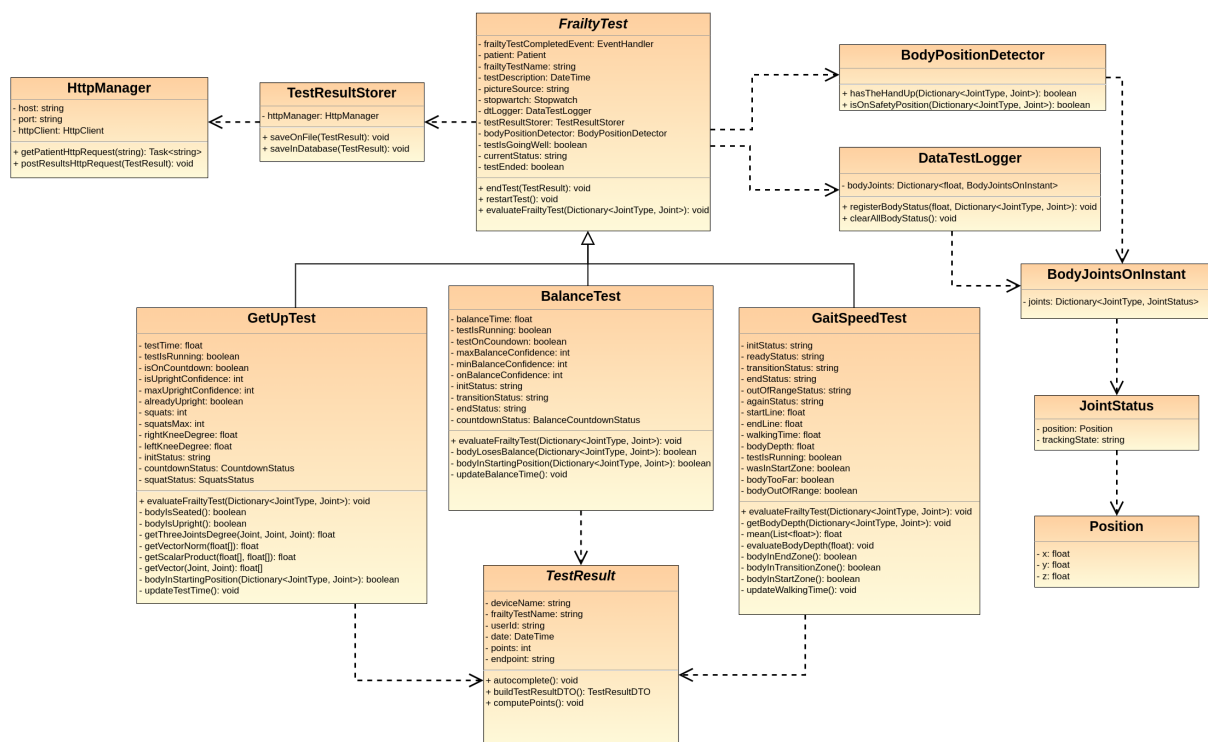 FrailtyTest
- frailtyTestCompletedEvent: EventHandler
- patient: Patient
- frailtyTestName: string
- testDescription: DateTime
- pictureSource: string
- stopwartch: Stopwatch
- dtLogger: DataTestLogger
- testResultStorer: TestResultStorer
- bodyPositionDetector: BodyPositionDetector
- testIsGoingWell: boolean
- currentStatus: string
- testEnded: boolean
+ endTest(TestResult): void
+ restartTest(): void
+ evaluateFrailtyTest(Dictionary<JointType, Joint>): void
HttpManager
- host: string
- port: string
- httpClient: HttpClient
+ getPatientHttpRequest(string): Task<string>
+ postResultsHttpRequest(TestResult): void
TestResultStorer
- httpManager: HttpManager
+ saveOnFile(TestResult): void
+ saveInDatabase(TestResult): void
BodyPositionDetector
+ hasTheHandUp(Dictionary<JointType, Joint>): boolean
+ isOnSafetyPosition(Dictionary<JointType, Joint>): boolean
DataTestLogger
- bodyJoints: Dictionary<float, BodyJointsOnInstant>
+ registerBodyStatus(float, Dictionary<JointType, Joint>): void
+ clearAllBodyStatus(): void
BodyJointsOnInstant
- joints: Dictionary<JointType, JointStatus>
GetUpTest
- testTime: float
- testIsRunning: boolean
- isOnCountdown: boolean
- isUprightConfidence: int
- maxUprightConfidence: int
- alreadyUpright: boolean
- squats: int
- squatsMax: int
- rightKneeDegree: float
- leftKneeDegree: float
- initStatus: string
- countdownStatus: CountdownStatus
- squatStatus: SquatsStatus
+ evaluateFrailtyTest(Dictionary<JointType, Joint>): void
- bodyIsSeated(): boolean
- bodyIsUpright(): boolean
- getThreeJointsDegree(Joint, Joint, Joint): float
- getVectorNorm(float[]): float
- getScalarProduct(float[], float[]): float
- getVector(Joint, Joint): float[]
- bodyInStartingPosition(Dictionary<JointType, Joint>): boolean
- updateTestTime(): void
BalanceTest
- balanceTime: float
- testIsRunning: boolean
- testOnCoundown: boolean
- maxBalanceConfidence: int
- minBalanceConfidence: int
- onBalanceConfidence: int
- initStatus: string
- transitionStatus: string
- endStatus: string
- countdownStatus: BalanceCountdownStatus
+ evaluateFrailtyTest(Dictionary<JointType, Joint>): void
- bodyLosesBalance(Dictionary<JointType, Joint>): boolean
- bodyInStartingPosition(Dictionary<JointType, Joint>): boolean
- updateBalanceTime(): void
GaitSpeedTest
- initStatus: string
- readyStatus: string
- transitionStatus: string
- endStatus: string
- outOfRangeStatus: string
- againStatus: string
- startLine: float
- endLine: float
- walkingTime: float
- bodyDepth: float
- testIsRunning: boolean
- wasInStartZone: boolean
- bodyTooFar: boolean
- bodyOutOfRange: boolean
+ evaluateFrailtyTest(Dictionary<JointType, Joint>): void
- getBodyDepth(Dictionary<JointType, Joint>): void
- mean(List<float>): float
- evaluateBodyDepth(float): void
- bodyInEndZone(): boolean
- bodyInTransitionZone(): boolean
- bodyInStartZone(): boolean
- updateWalkingTime(): void
JointStatus
- position: Position
- trackingState: string
Position
- x: float
- y: float
- z: float
TestResult
- deviceName: string
- frailtyTestName: string
- userId: string
- date: DateTime
- points: int
- endpoint: string
+ autocomplete(): void
+ buildTestResultDTO(): TestResultDTO
+ computePoints(): void